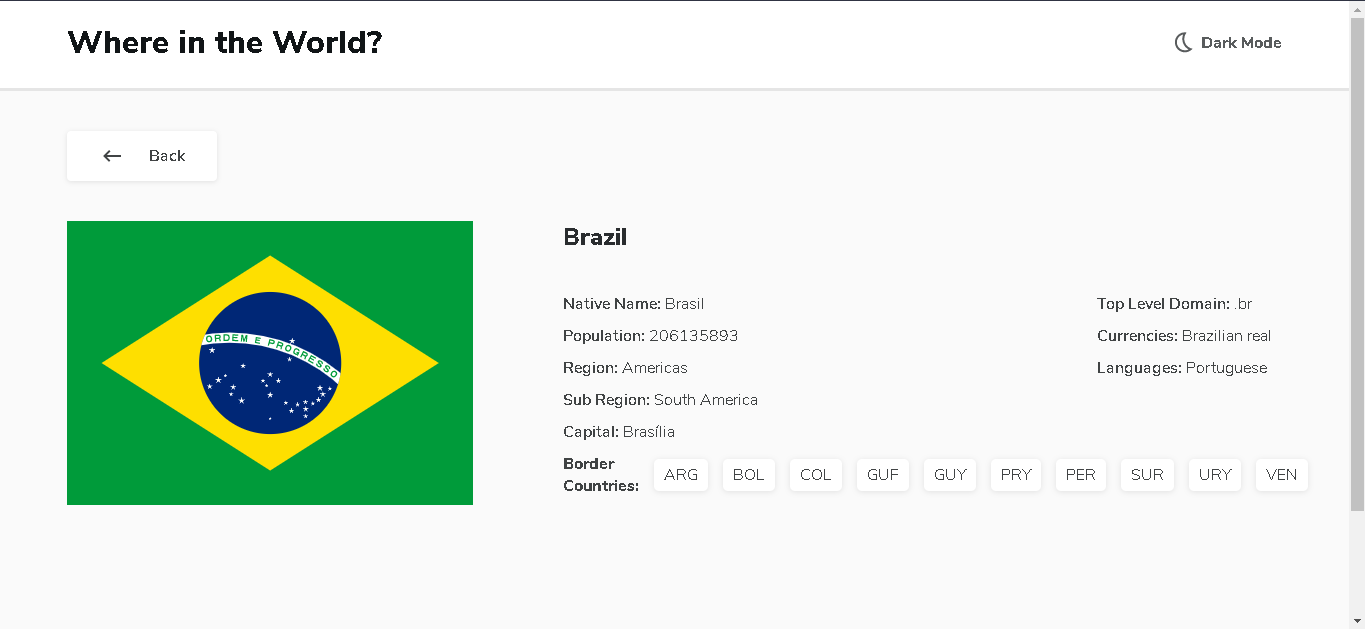 Where in the World?
Dark Mode
Back
ORDEM E PROGRESSO
Brazil
Native Name: Brasil
Population: 206135893
Region: Americas
Sub Region: South America
Capital: Brasília
Top Level Domain: .br
Currencies: Brazilian real
Languages: Portuguese
Border
Countries:
ARG BOL COL GUF GUY PRY PER SUR URY VEN